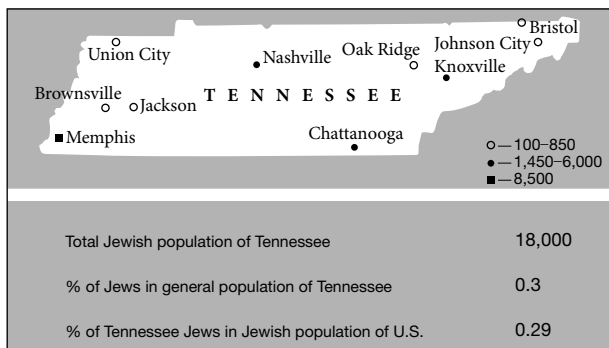 Bristol
Union City
Nashville
Oak Ridge
Johnson City
Knoxville
Brownsville
Jackson
TENNESSEE
Memphis
Chattanooga
—100–850
—1,450–6,000
—8,500
Total Jewish population of Tennessee 18,000
% of Jews in general population of Tennessee 0.3
% of Tennessee Jews in Jewish population of U.S. 0.29